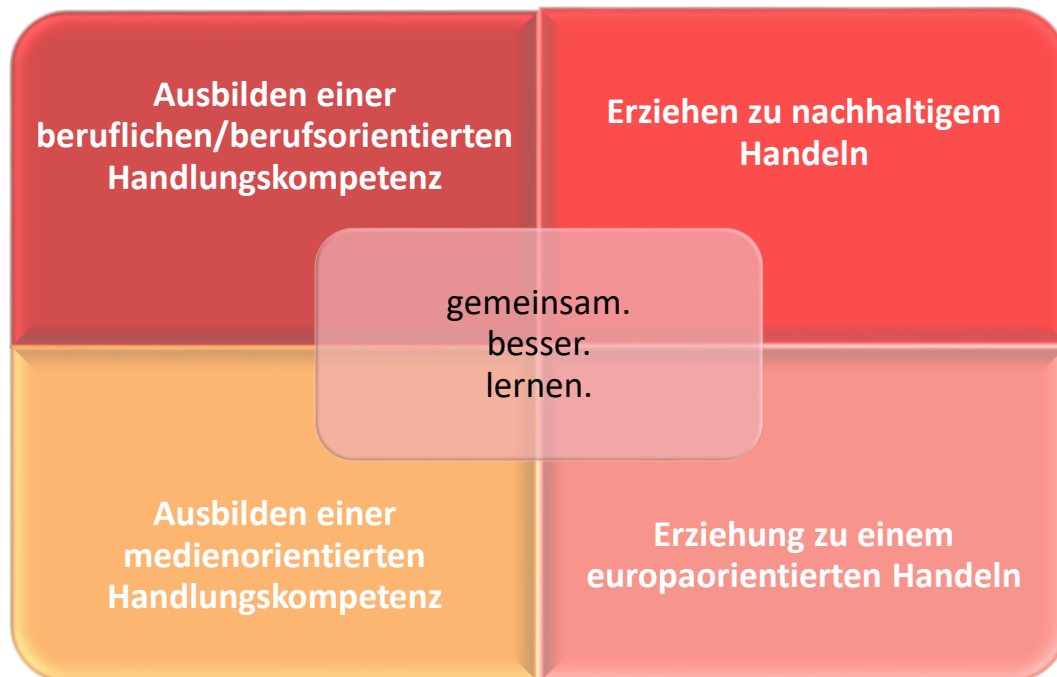 Ausbilden einer
beruflichen/berufsorientierten
Handlungskompetenz
Erziehen zu nachhaltigem
Handeln
gemeinsam.
besser.
lernen.
Ausbilden einer
medienorientierten
Handlungskompetenz
Erziehung zu einem
europaorientierten Handeln